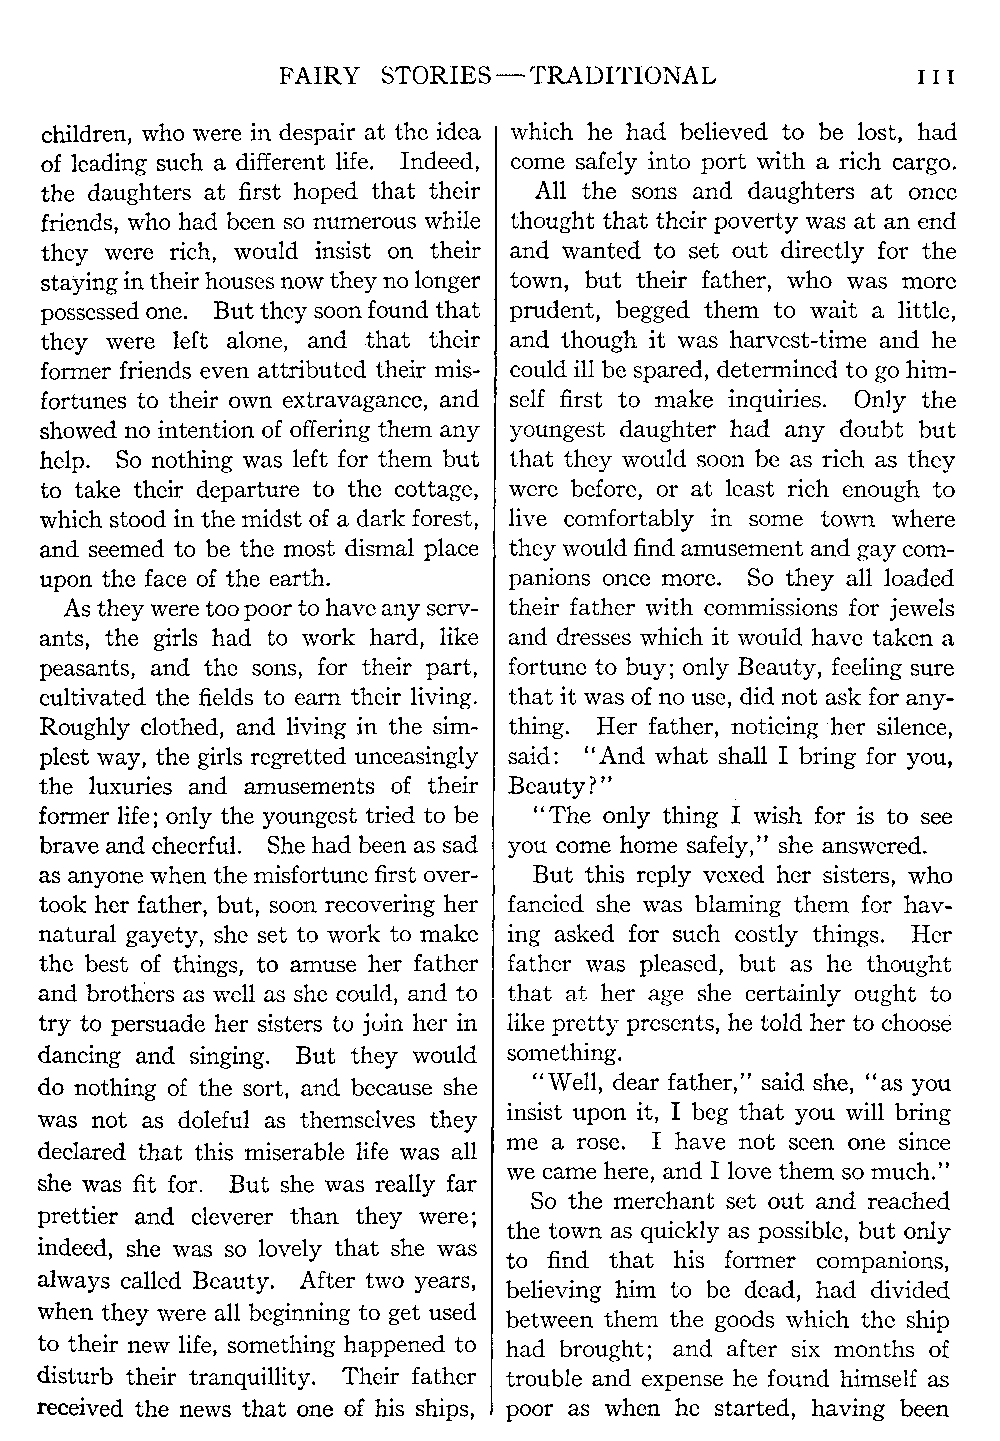 FAIRY STORIES—TRADITIONAL 111
children, who were in despair at the idea
of leading such a different life. Indeed,
the daughters at first hoped that their
friends, who had been so numerous while
they were rich, would insist on their
staying in their houses now they no longer
possessed one. But they soon found that
they were left alone, and that their
former friends even attributed their mis-
fortunes to their own extravagance, and
showed no intention of offering them any
help. So nothing was left for them but
to take their departure to the cottage,
which stood in the midst of a dark forest,
and seemed to be the most dismal place
upon the face of the earth.
As they were too poor to have any serv-
ants, the girls had to work hard, like
peasants, and the sons, for their part,
cultivated the fields to earn their living.
Roughly clothed, and living in the sim-
plest way, the girls regretted unceasingly
the luxuries and amusements of their
former life; only the youngest tried to be
brave and cheerful. She had been as sad
as anyone when the misfortune first over-
took her father, but, soon recovering her
natural gayety, she set to work to make
the best of things, to amuse her father
and brothers as well as she could, and to
try to persuade her sisters to join her in
dancing and singing. But they would
do nothing of the sort, and because she
was not as doleful as themselves they
declared that this miserable life was all
she was fit for. But she was really far
prettier and cleverer than they were;
indeed, she was so lovely that she was
always called Beauty. After two years,
when they were all beginning to get used
to their new life, something happened to
disturb their tranquillity. Their father
received the news that one of his ships,
which he had believed to be lost, had
come safely into port with a rich cargo.
All the sons and daughters at once
thought that their poverty was at an end
and wanted to set out directly for the
town, but their father, who was more
prudent, begged them to wait a little,
and though it was harvest-time and he
could ill be spared, determined to go him-
self first to make inquiries. Only the
youngest daughter had any doubt but
that they would soon be as rich as they
were before, or at least rich enough to
live comfortably in some town where
they would find amusement and gay com-
panions once more. So they all loaded
their father with commissions for jewels
and dresses which it would have taken a
fortune to buy; only Beauty, feeling sure
that it was of no use, did not ask for any-
thing. Her father, noticing her silence,
said: "And what shall I bring for you,
Beauty?"
"The only thing I wish for is to see
you come home safely," she answered.
But this reply vexed her sisters, who
fancied she was blaming them for hav-
ing asked for such costly things. Her
father was pleased, but as he thought
that at her age she certainly ought to
like pretty presents, he told her to choose
something.
"Well, dear father," said she, "as you
insist upon it, I beg that you will bring
me a rose. I have not seen one since
we came here, and I love them so much."
So the merchant set out and reached
the town as quickly as possible, but only
to find that his former companions,
believing him to be dead, had divided
between them the goods which the ship
had brought; and after six months of
trouble and expense he found himself as
poor as when he started, having been